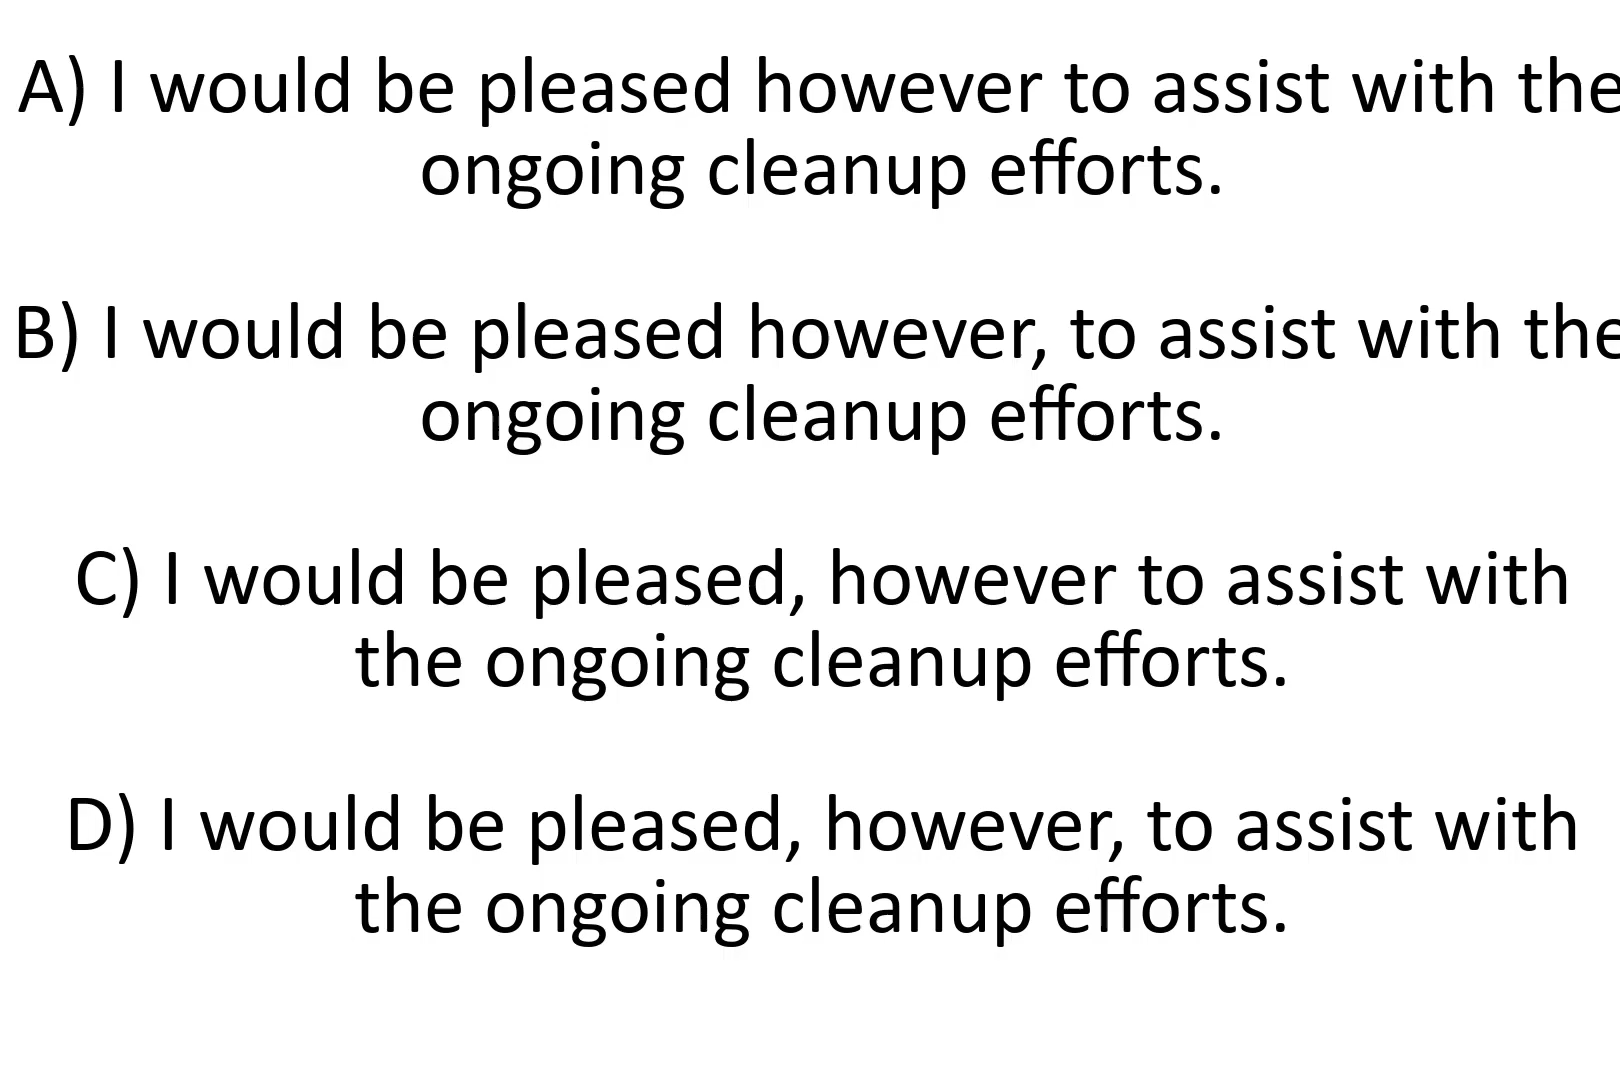 A) I would be pleased however to assist with the
ongoing cleanup efforts.
B) I would be pleased however, to assist with the
ongoing cleanup efforts.
C) I would be pleased, however to assist with
the ongoing cleanup efforts.
D) I would be pleased, however, to assist with
the ongoing cleanup efforts.